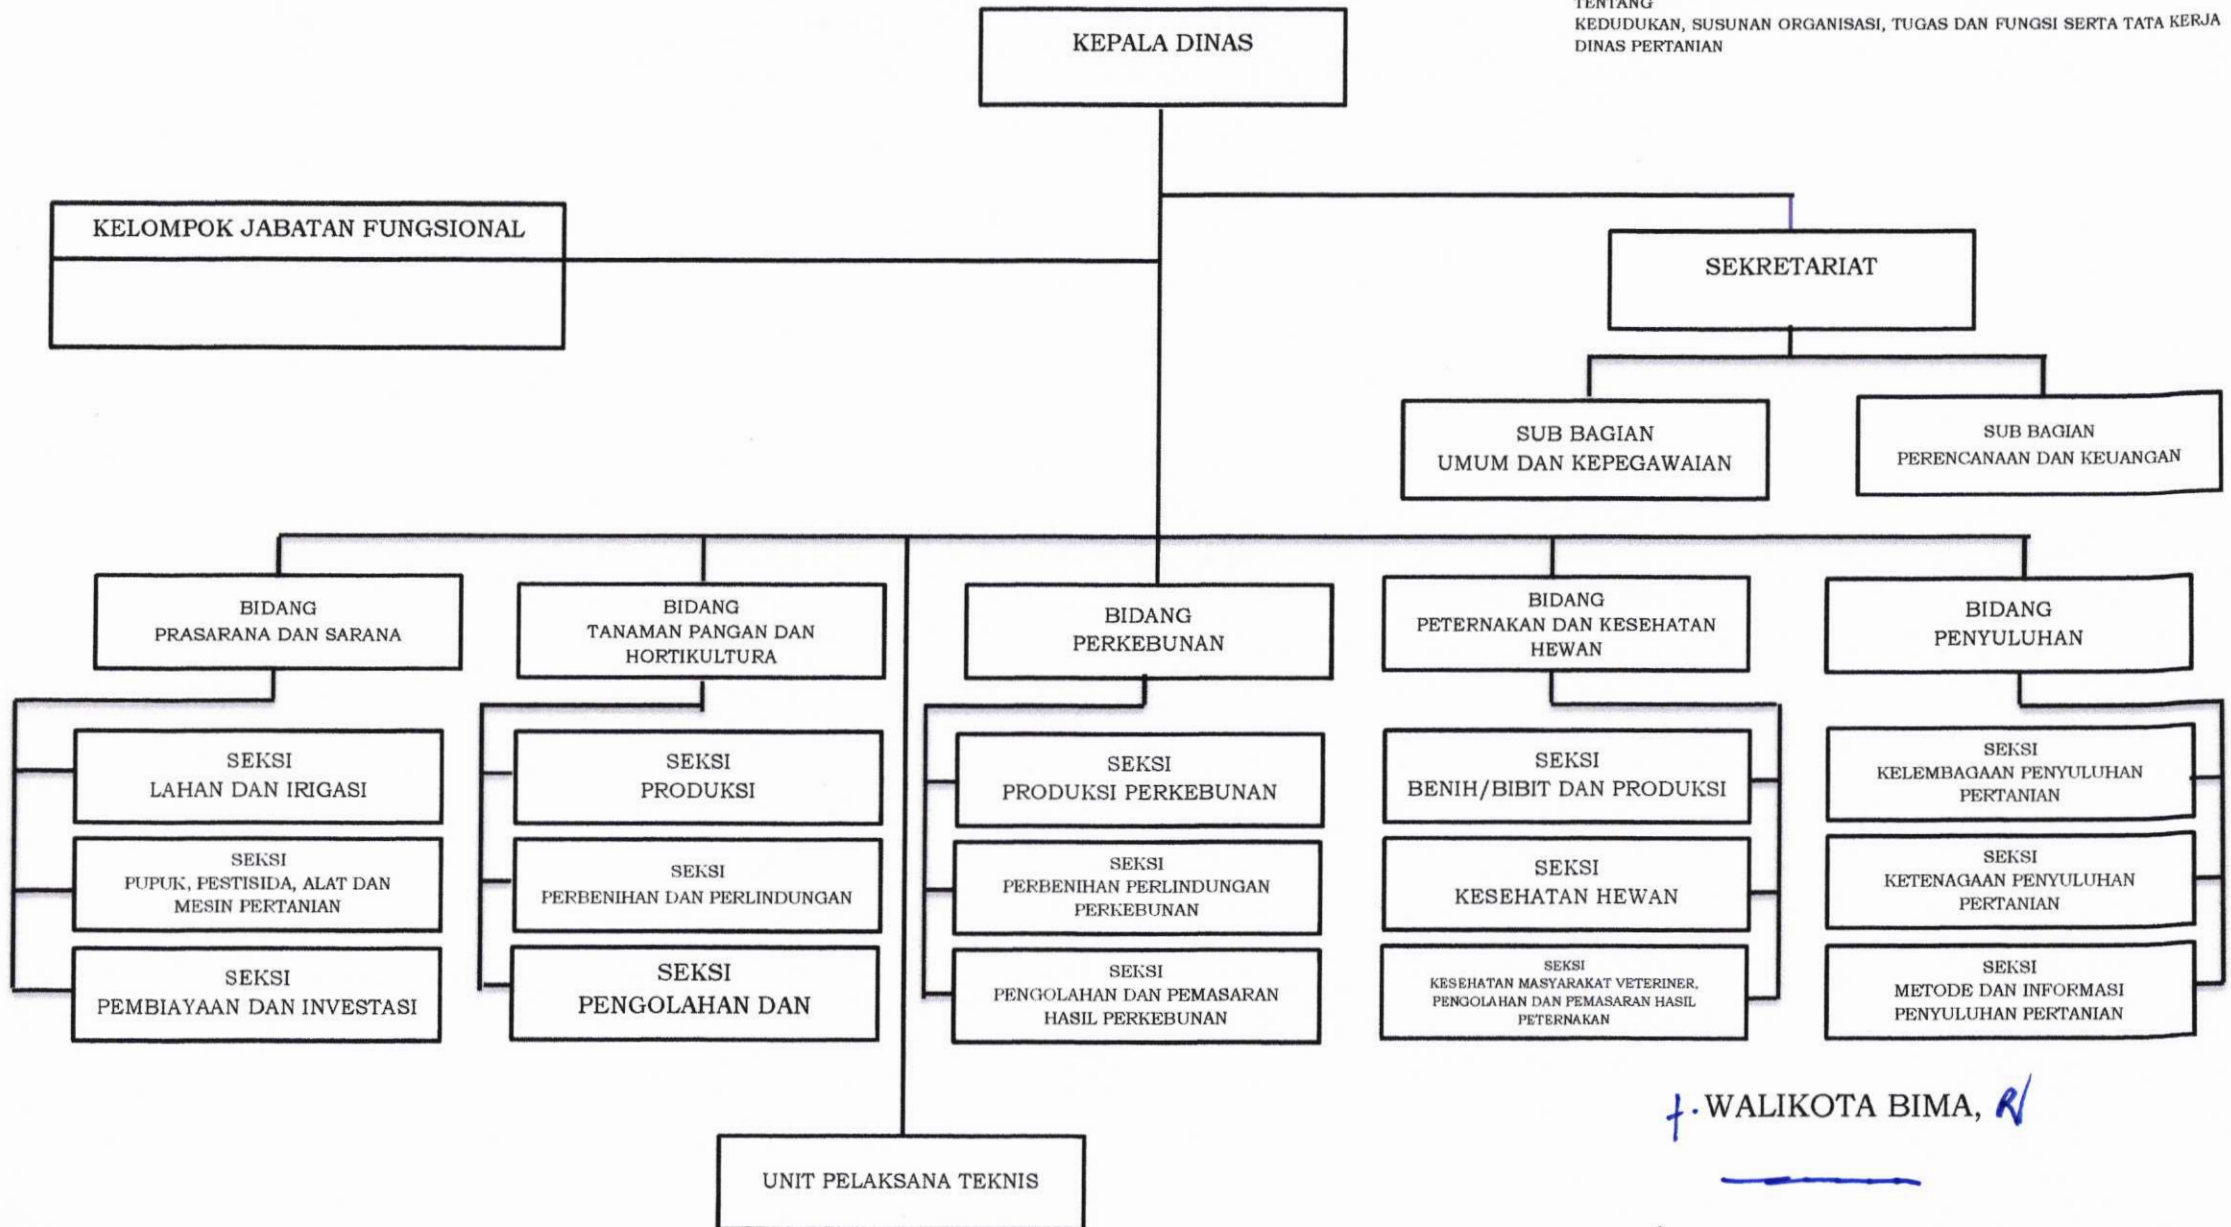 TENTANG
KEDUDUKAN, SUSUNAN ORGANISASI, TUGAS DAN FUNGSI SERTA TATA KERJA
DINAS PERTANIAN
KEPALA DINAS
KELOMPOK JABATAN FUNGSIONAL
SEKRETARIAT
SUB BAGIAN
UMUM DAN KEPEGAWAIAN
SUB BAGIAN
PERENCANAAN DAN KEUANGAN
BIDANG
PRASARANA DAN SARANA
BIDANG
TANAMAN PANGAN DAN
HORTIKULTURA
BIDANG
PERKEBUNAN
BIDANG
PETERNAKAN DAN KESEHATAN
HEWAN
BIDANG
PENYULUHAN
SEKSI
LAHAN DAN IRIGASI
SEKSI
PUPUK, PESTISIDA, ALAT DAN
MESIN PERTANIAN
SEKSI
PEMBIAYAAN DAN INVESTASI
SEKSI
PRODUKSI
SEKSI
PERBENIHAN DAN PERLINDUNGAN
SEKSI
PENGOLAHAN DAN
SEKSI
PRODUKSI PERKEBUNAN
SEKSI
PERBENIHAN PERLINDUNGAN
PERKEBUNAN
SEKSI
PENGOLAHAN DAN PEMASARAN
HASIL PERKEBUNAN
SEKSI
BENIH/BIBIT DAN PRODUKSI
SEKSI
KESEHATAN HEWAN
SEKSI
KESEHATAN MASYARAKAT VETERINER,
PENGOLAHAN DAN PEMASARAN HASIL
PETERNAKAN
SEKSI
KELEMBAGAAN PENYULUHAN
PERTANIAN
SEKSI
KETENAGAAN PENYULUHAN
PERTANIAN
SEKSI
METODE DAN INFORMASI
PENYULUHAN PERTANIAN
WALIKOTA BIMA,
UNIT PELAKSANA TEKNIS